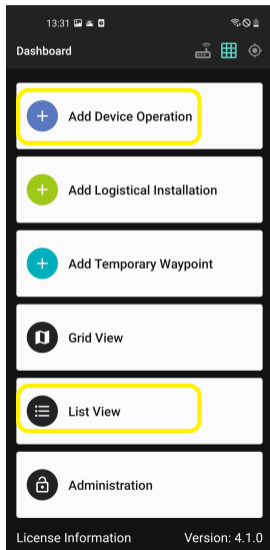 13:31
Dashboard
Add Device Operation
Add Logistical Installation
Add Temporary Waypoint
Grid View
List View
Administration
License Information Version: 4.1.0